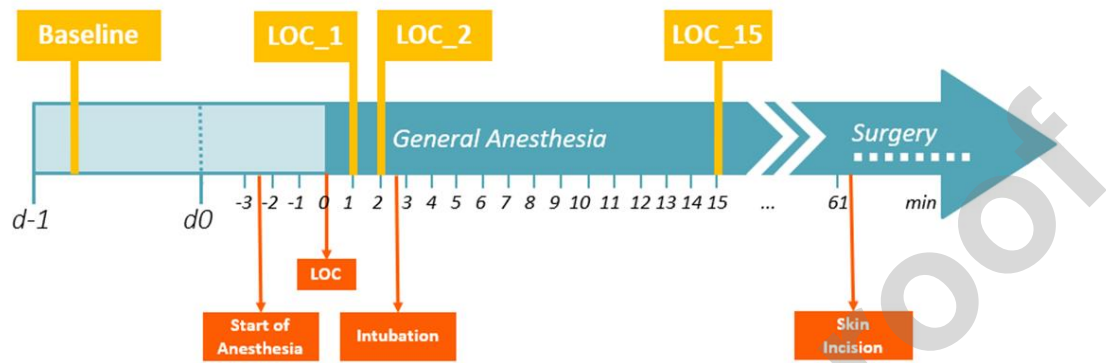 Baseline
LOC_1
LOC_2
LOC_15
General Anesthesia
Surgery
d-1
d0
-3 -2 -1 0 1 2 3 4 5 6 7 8 9 10 11 12 13 14 15 ... 61 min
LOC
Start of
Anesthesia
Intubation
Skin
Incision